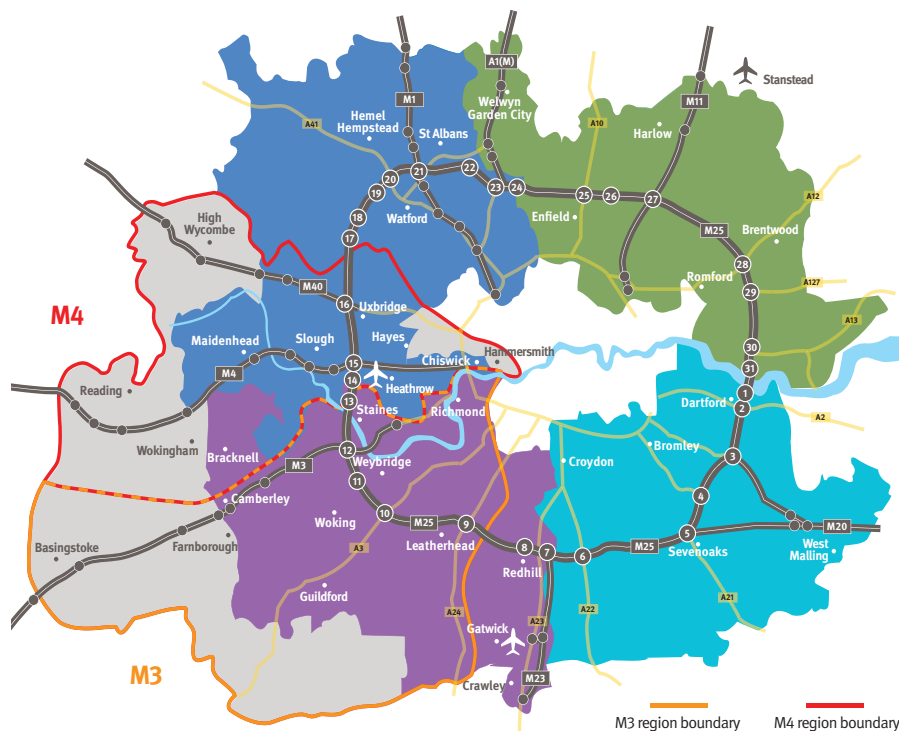 A1(M)
M1
Stanstead
M11
Welwyn
Garden City
Hemel
Hempstead
A41
St Albans
A10
Harlow
22
21
20
23
24
19
25
26
27
A12
18
Watford
Enfield
High
Wycombe
17
M25
Brentwood
28
M40
Romford
A127
29
16
Uxbridge
M4
A13
Hayes
Maidenhead
Slough
30
Chiswick
Hammersmith
15
31
M4
14
Heathrow
Reading
1
13
Dartford
2
Staines
Richmond
A2
Wokingham
Bromley
12
Bracknell
3
M3
Weybridge
Croydon
11
Camberley
4
Woking
10
M25
9
5
M20
Farnborough
Leatherhead
8
7
6
M25
Sevenoaks
West
Malling
Basingstoke
A3
Redhill
Guildford
A24
A23
A22
A21
Gatwick
M3
Crawley
M23
M3 region boundary
M4 region boundary